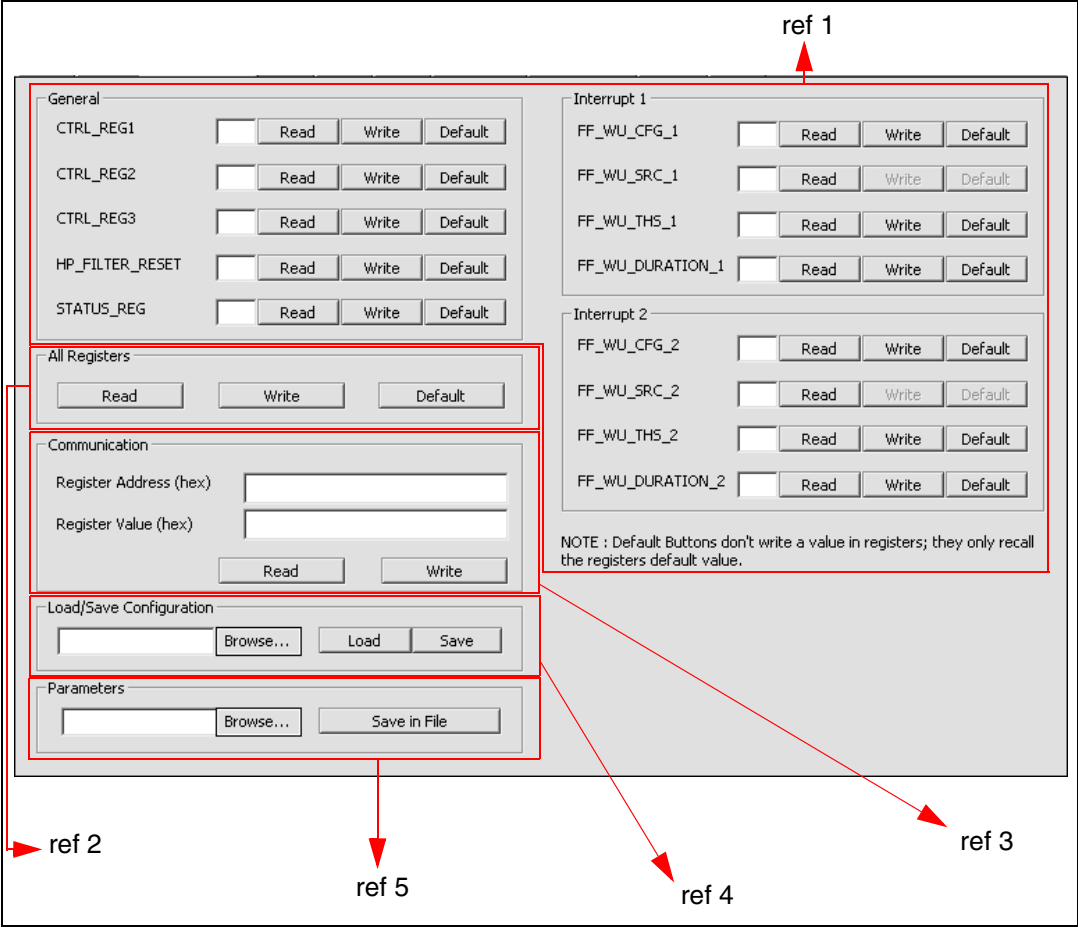 ref 1
General
CTRL_REG1 Read Write Default
CTRL_REG2 Read Write Default
CTRL_REG3 Read Write Default
HP_FILTER_RESET Read Write Default
STATUS_REG Read Write Default
Interrupt 1
FF_WU_CFG_1 Read Write Default
FF_WU_SRC_1 Read Write Default
FF_WU_THS_1 Read Write Default
FF_WU_DURATION_1 Read Write Default
Interrupt 2
FF_WU_CFG_2 Read Write Default
FF_WU_SRC_2 Read Write Default
FF_WU_THS_2 Read Write Default
FF_WU_DURATION_2 Read Write Default
NOTE : Default Buttons don't write a value in registers; they only recall
the registers default value.
All Registers
Read Write Default
Communication
Register Address (hex)
Register Value (hex)
Read Write
Load/Save Configuration
Browse... Load Save
Parameters
Browse... Save in File
ref 2
ref 3
ref 5
ref 4